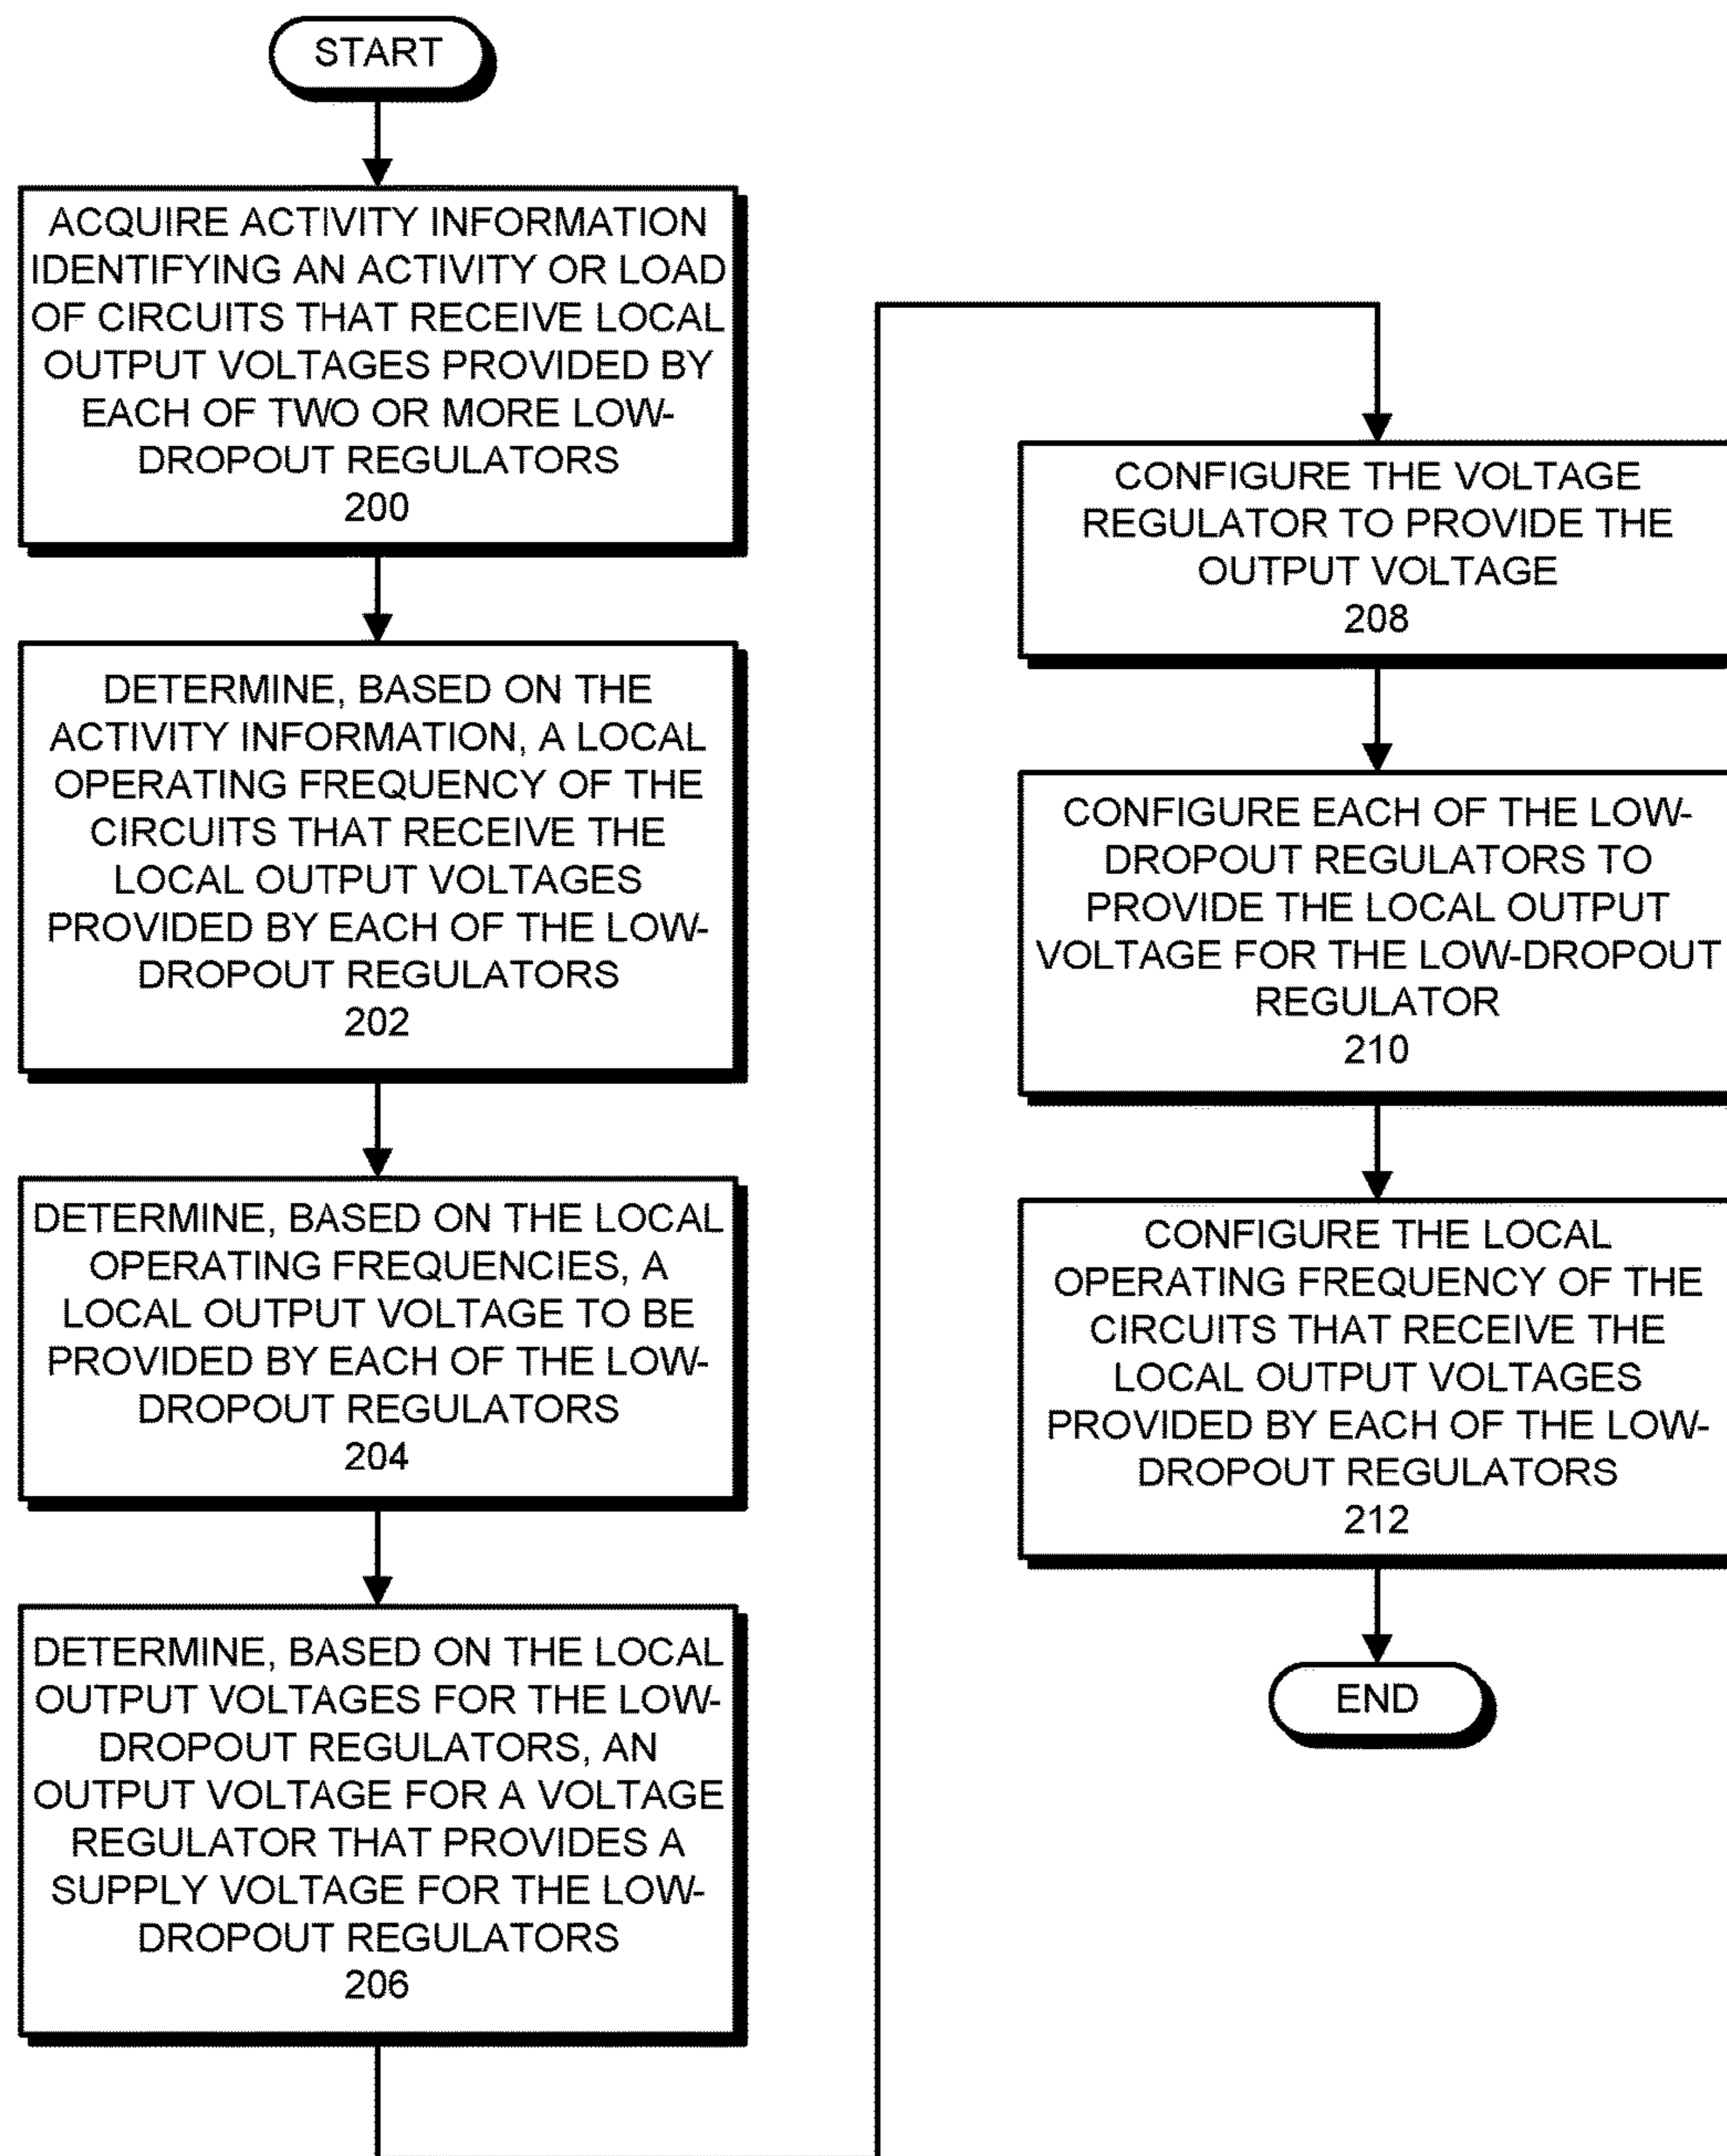 START
ACQUIRE ACTIVITY INFORMATION
IDENTIFYING AN ACTIVITY OR LOAD
OF CIRCUITS THAT RECEIVE LOCAL
OUTPUT VOLTAGES PROVIDED BY
EACH OF TWO OR MORE LOW-
DROPOUT REGULATORS
200
DETERMINE, BASED ON THE
ACTIVITY INFORMATION, A LOCAL
OPERATING FREQUENCY OF THE
CIRCUITS THAT RECEIVE THE
LOCAL OUTPUT VOLTAGES
PROVIDED BY EACH OF THE LOW-
DROPOUT REGULATORS
202
DETERMINE, BASED ON THE LOCAL
OPERATING FREQUENCIES, A
LOCAL OUTPUT VOLTAGE TO BE
PROVIDED BY EACH OF THE LOW-
DROPOUT REGULATORS
204
DETERMINE, BASED ON THE LOCAL
OUTPUT VOLTAGES FOR THE LOW-
DROPOUT REGULATORS, AN
OUTPUT VOLTAGE FOR A VOLTAGE
REGULATOR THAT PROVIDES A
SUPPLY VOLTAGE FOR THE LOW-
DROPOUT REGULATORS
206
CONFIGURE THE VOLTAGE
REGULATOR TO PROVIDE THE
OUTPUT VOLTAGE
208
CONFIGURE EACH OF THE LOW-
DROPOUT REGULATORS TO
PROVIDE THE LOCAL OUTPUT
VOLTAGE FOR THE LOW-DROPOUT
REGULATOR
210
CONFIGURE THE LOCAL
OPERATING FREQUENCY OF THE
CIRCUITS THAT RECEIVE THE
LOCAL OUTPUT VOLTAGES
PROVIDED BY EACH OF THE LOW-
DROPOUT REGULATORS
212
END